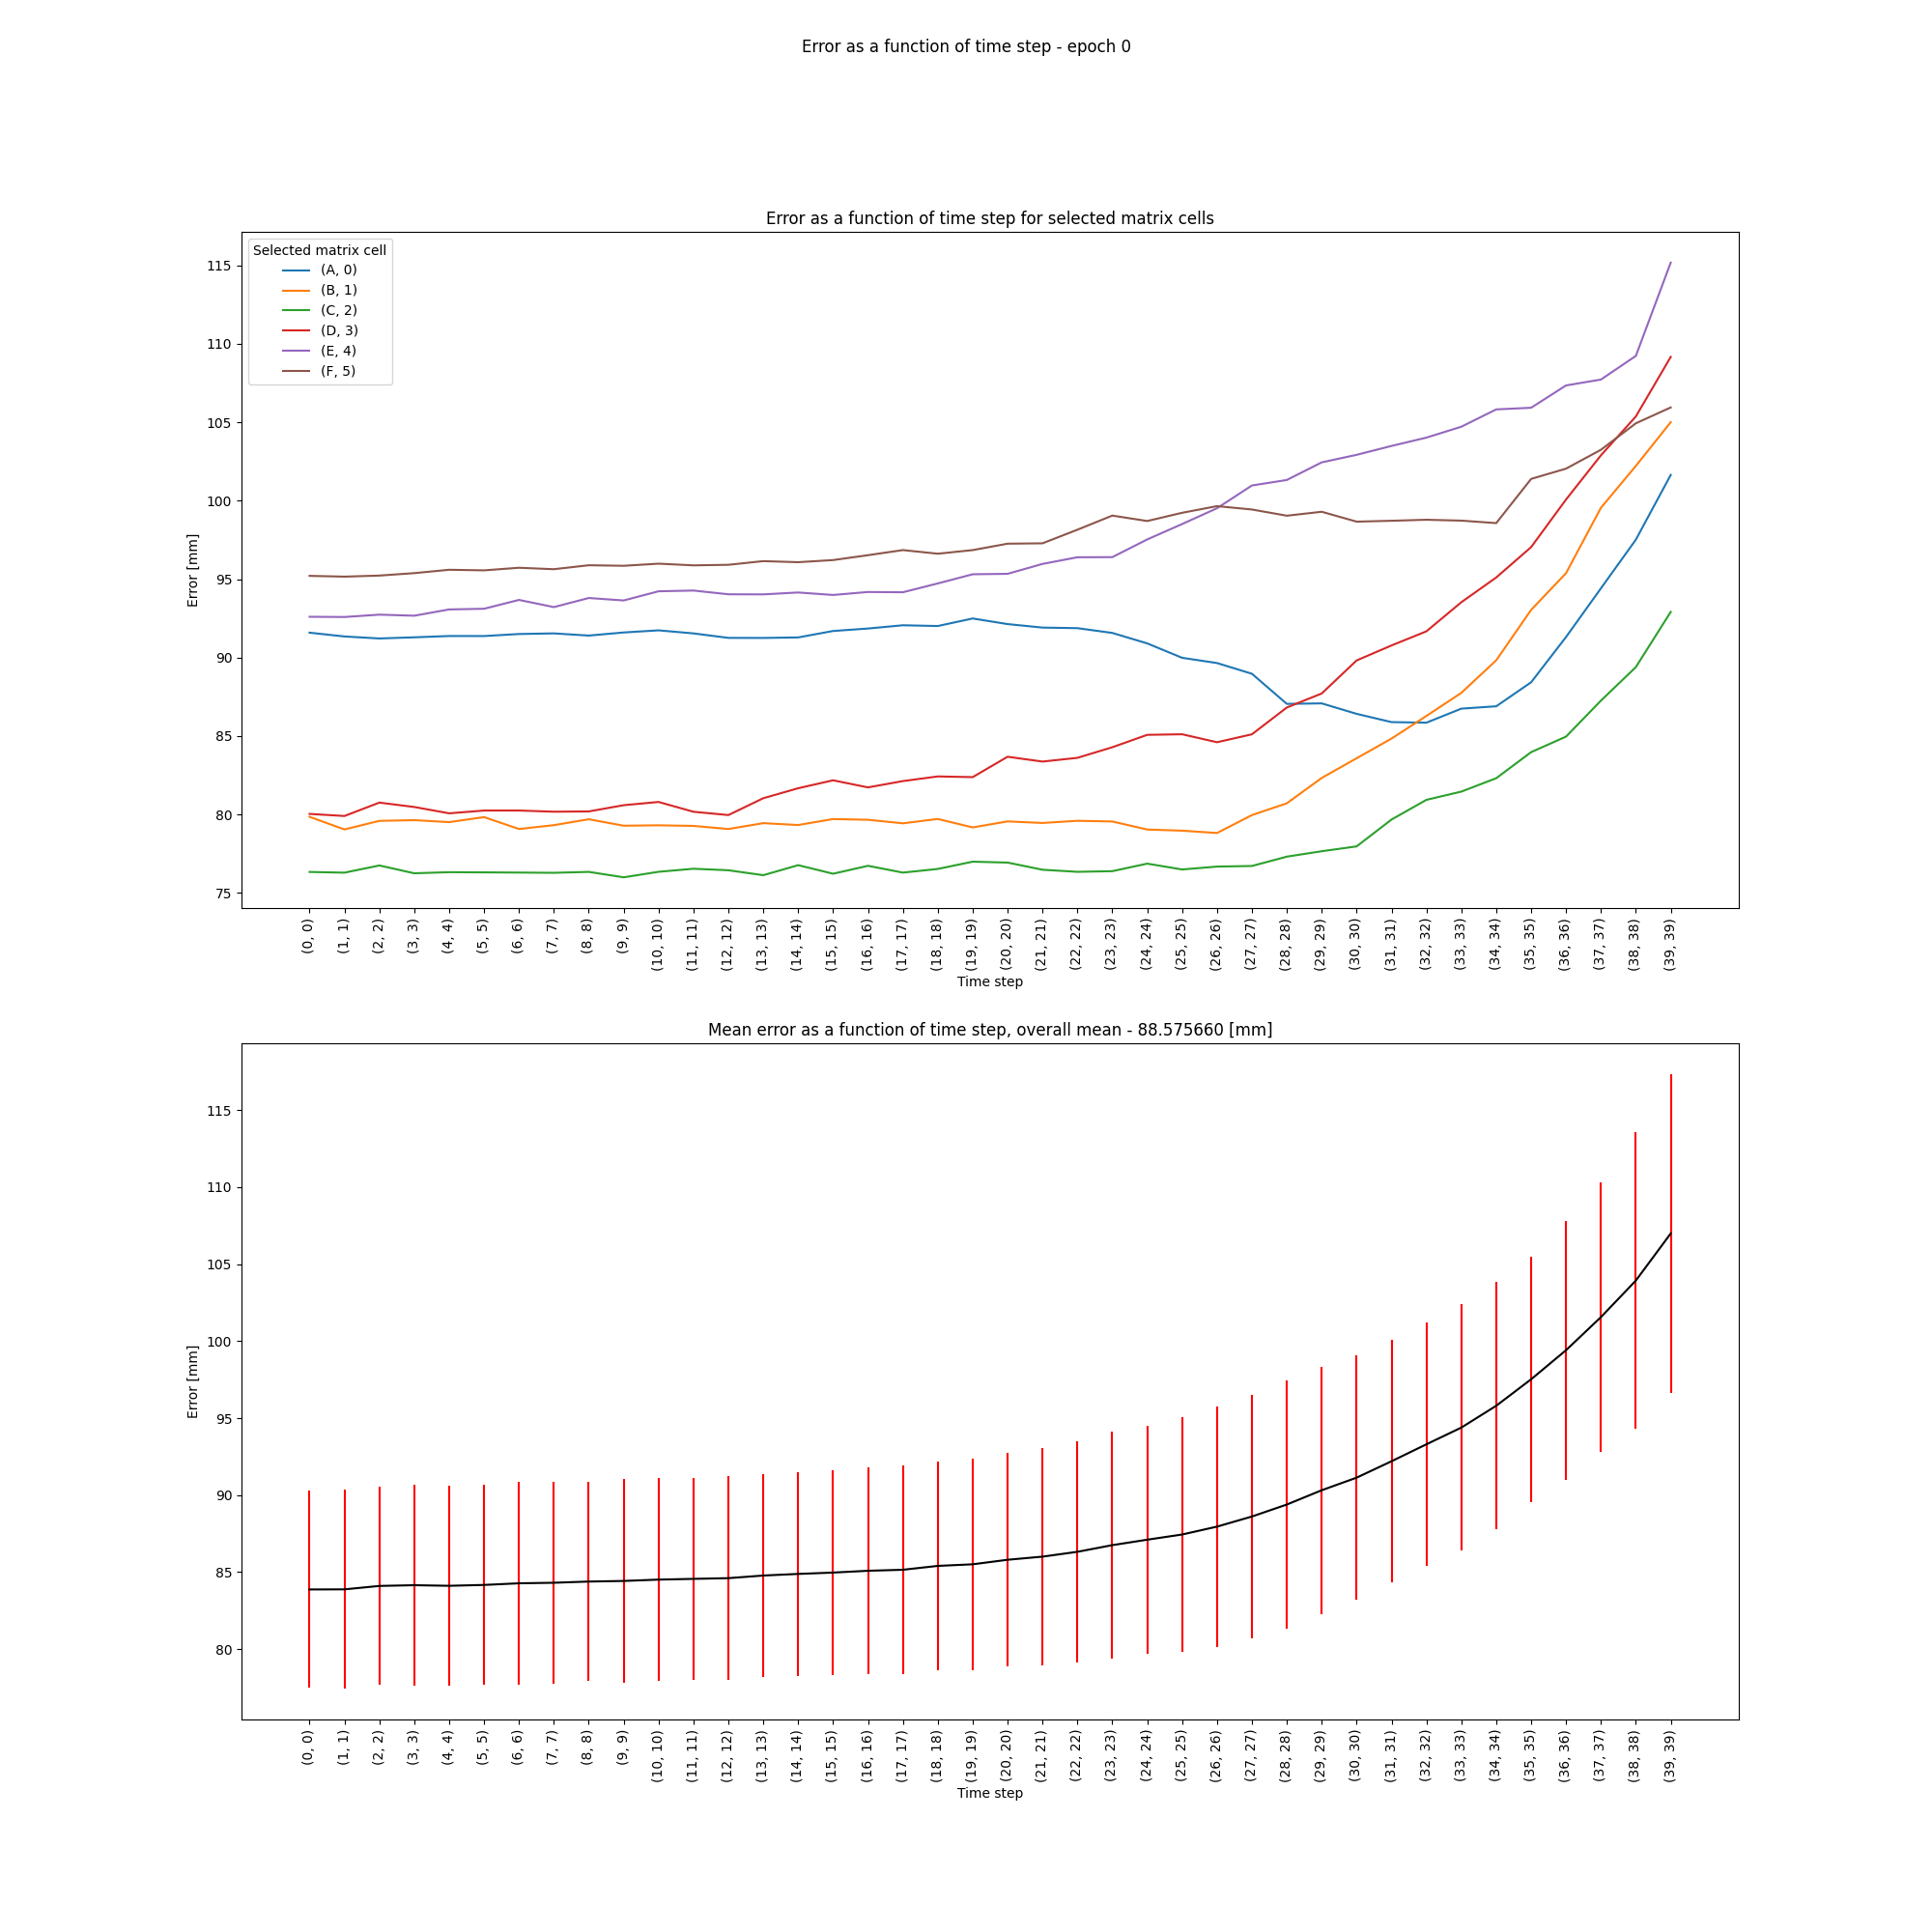 Error as a function of time step - epoch 0
Error as a function of time step for selected matrix cells
Selected matrix cell
(A, 0)
(B, 1)
(C, 2)
(D, 3)
(E, 4)
(F, 5)
115
110
105
100
95
90
85
80
75
Error [mm]
(0, 0) (1, 1) (2, 2) (3, 3) (4, 4) (5, 5) (6, 6) (7, 7) (8, 8) (9, 9) (10, 10) (11, 11) (12, 12) (13, 13) (14, 14) (15, 15) (16, 16) (17, 17) (18, 18) (19, 19) (20, 20) (21, 21) (22, 22) (23, 23) (24, 24) (25, 25) (26, 26) (27, 27) (28, 28) (29, 29) (30, 30) (31, 31) (32, 32) (33, 33) (34, 34) (35, 35) (36, 36) (37, 37) (38, 38) (39, 39)
Time step
Mean error as a function of time step, overall mean - 88.575660 [mm]
115
110
105
100
95
90
85
80
Error [mm]
(0, 0) (1, 1) (2, 2) (3, 3) (4, 4) (5, 5) (6, 6) (7, 7) (8, 8) (9, 9) (10, 10) (11, 11) (12, 12) (13, 13) (14, 14) (15, 15) (16, 16) (17, 17) (18, 18) (19, 19) (20, 20) (21, 21) (22, 22) (23, 23) (24, 24) (25, 25) (26, 26) (27, 27) (28, 28) (29, 29) (30, 30) (31, 31) (32, 32) (33, 33) (34, 34) (35, 35) (36, 36) (37, 37) (38, 38) (39, 39)
Time step